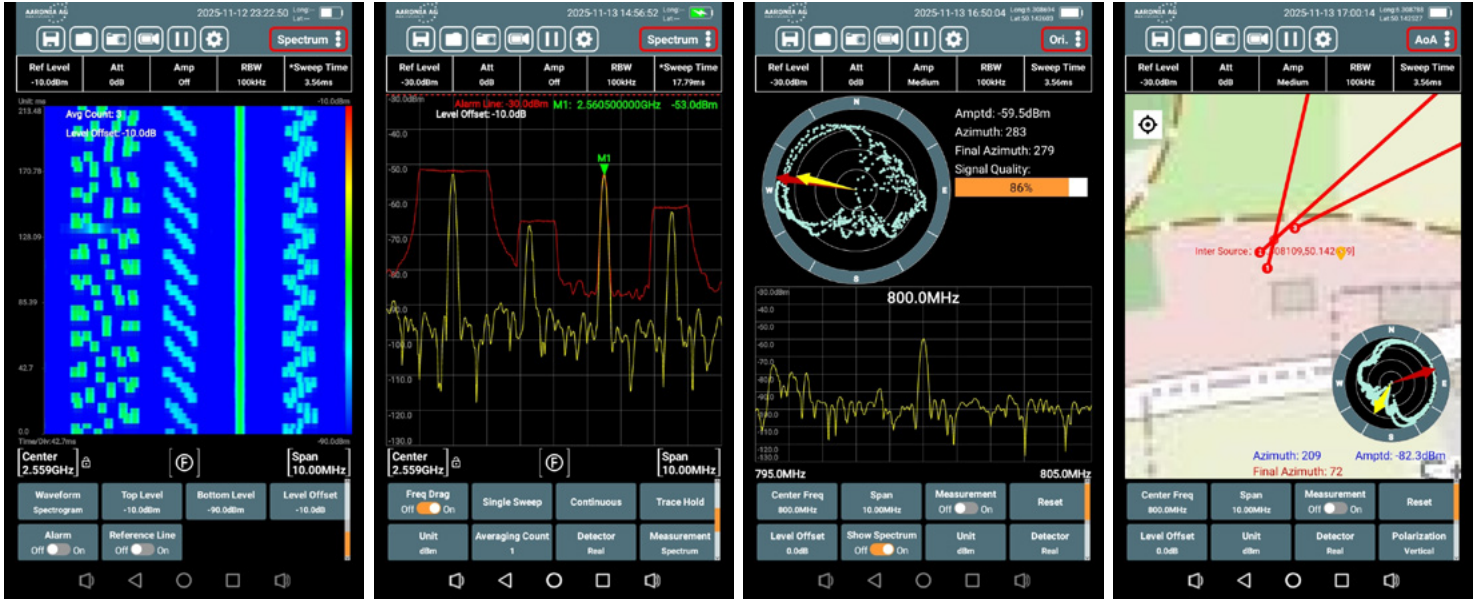 AARONIA AG
2025-11-12 23:22:50
Long:--
Lat:--
Spectrum
Ref Level
-10.0dBm
Att
0dB
Amp
Off
RBW
100kHz
*Sweep Time
3.56ms
Unit: ms
-10.0dBm
213.48
Avg Count: 3
Level Offset: -10.0dB
170.78
128.09
85.39
42.7
0.0
Time/Div:42.7ms
-90.0dBm
Center
2.559GHz
F
Span
10.00MHz
Waveform
Spectrogram
Top Level
-10.0dBm
Bottom Level
-90.0dBm
Level Offset
-10.0dB
Alarm
Off On
Reference Line
Off On
AARONIA AG
2025-11-13 14:56:52
Long:--
Lat:--
Spectrum
Ref Level
-30.0dBm
Att
0dB
Amp
Off
RBW
100kHz
*Sweep Time
17.79ms
-30.0dBm
Alarm Line: -30.0dBm
M1: 2.560500000GHz -53.0dBm
Level Offset: -10.0dB
-40.0
M1
-50.0
-60.0
-70.0
-80.0
-90.0
-100.0
-110.0
-120.0
-130.0
Center
2.559GHz
F
Span
10.00MHz
Freq Drag
Off On
Single Sweep
Continuous
Trace Hold
Unit
dBm
Averaging Count
1
Detector
Real
Measurement
Spectrum
AARONIA AG
2025-11-13 16:50:04
Ori.
Ref Level
-30.0dBm
Att
0dB
Amp
Medium
RBW
100kHz
Sweep Time
3.56ms
N
W
E
S
Amptd: -59.5dBm
Azimuth: 283
Final Azimuth: 279
Signal Quality:
86%
-30.0dBm
800.0MHz
-40.0
-50.0
-60.0
-70.0
-80.0
-90.0
-100.0
-110.0
-120.0
-130.0
795.0MHz
805.0MHz
Center Freq
800.0MHz
Span
10.00MHz
Measurement
Off On
Reset
Level Offset
0.0dB
Show Spectrum
Off On
Unit
dBm
Detector
Real
AARONIA AG
2025-11-13 17:00:14
AoA
Ref Level
-30.0dBm
Att
0dB
Amp
Medium
RBW
100kHz
Sweep Time
3.56ms
Inter Source:
N
W
E
S
Azimuth: 209
Amptd: -82.3dBm
Final Azimuth: 72
Center Freq
800.0MHz
Span
10.00MHz
Measurement
Off On
Reset
Level Offset
0.0dB
Unit
dBm
Detector
Real
Polarization
Vertical